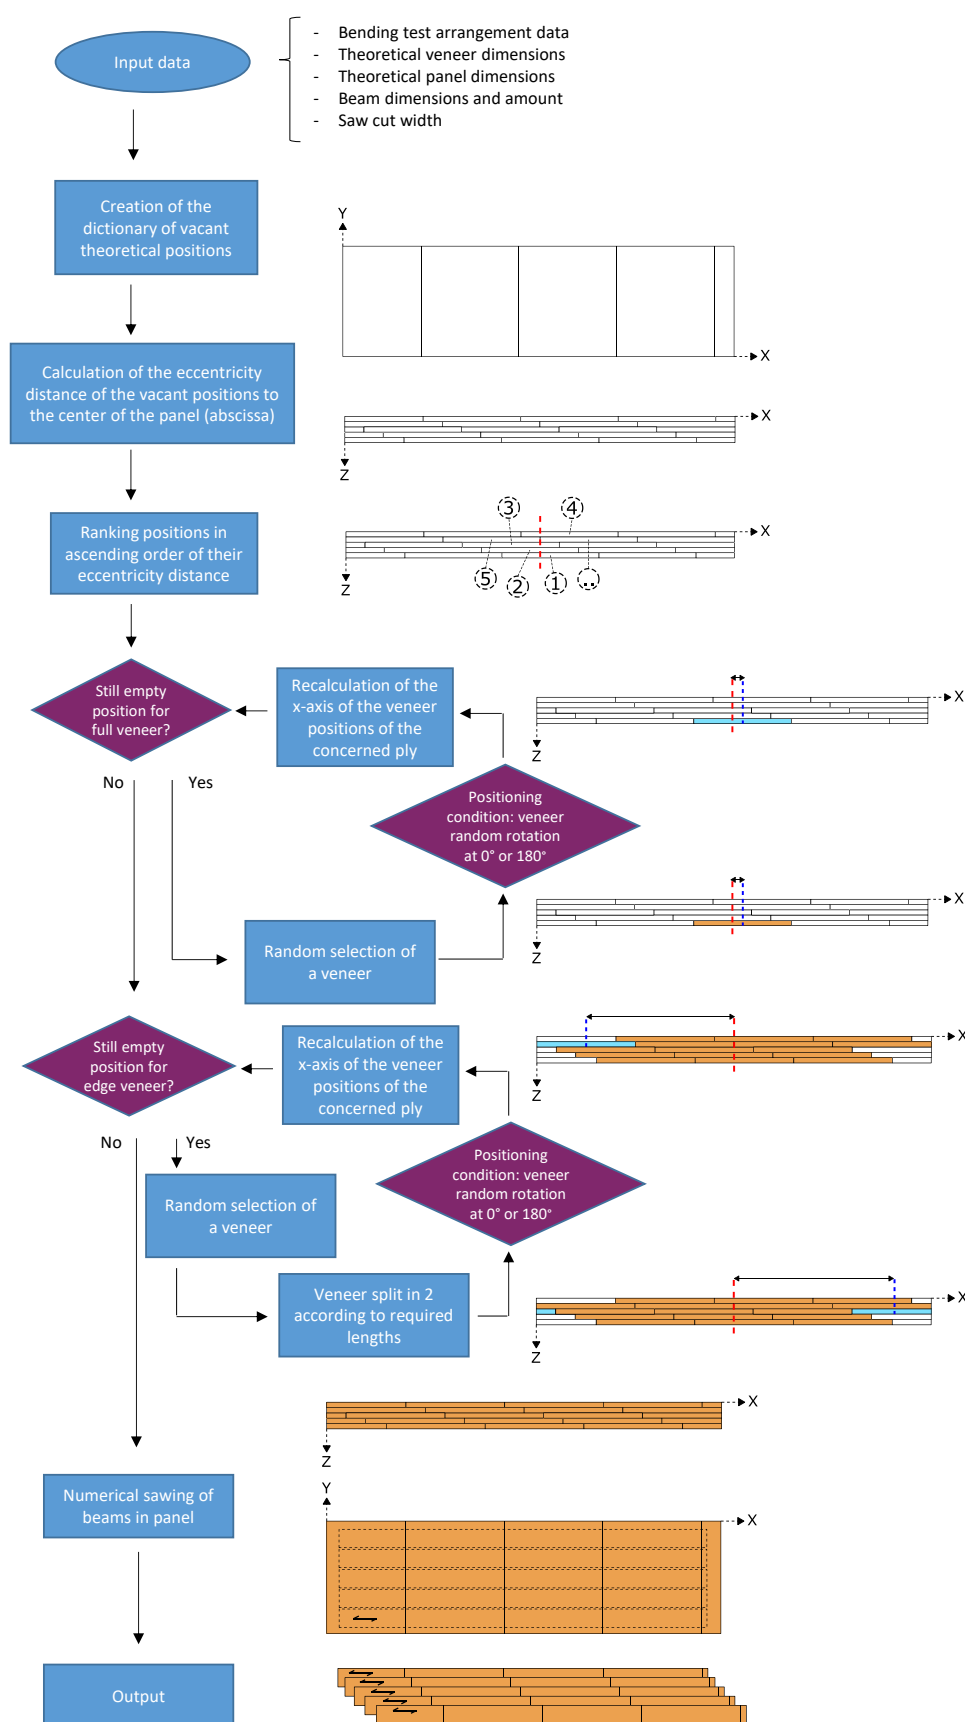 Input data
- Bending test arrangement data
- Theoretical veneer dimensions
- Theoretical panel dimensions
- Beam dimensions and amount
- Saw cut width
Creation of the
dictionary of vacant
theoretical positions
Y
X
Calculation of the eccentricity
distance of the vacant positions to
the center of the panel (abscissa)
X
Z
Ranking positions in
ascending order of their
eccentricity distance
3
4
X
5
2
1
..
Z
Still empty
position for
full veneer?
Recalculation of the
x-axis of the veneer
positions of the
concerned ply
X
Z
No
Yes
Positioning
condition: veneer
random rotation
at 0° or 180°
X
Z
Random selection of
a veneer
Still empty
position for
edge veneer?
Recalculation of the
x-axis of the veneer
positions of the
concerned ply
X
Z
No
Yes
Positioning
condition: veneer
random rotation
at 0° or 180°
Random selection of
a veneer
Veneer split in 2
according to required
lengths
X
Z
X
Z
Numerical sawing of
beams in panel
Y
X
Output